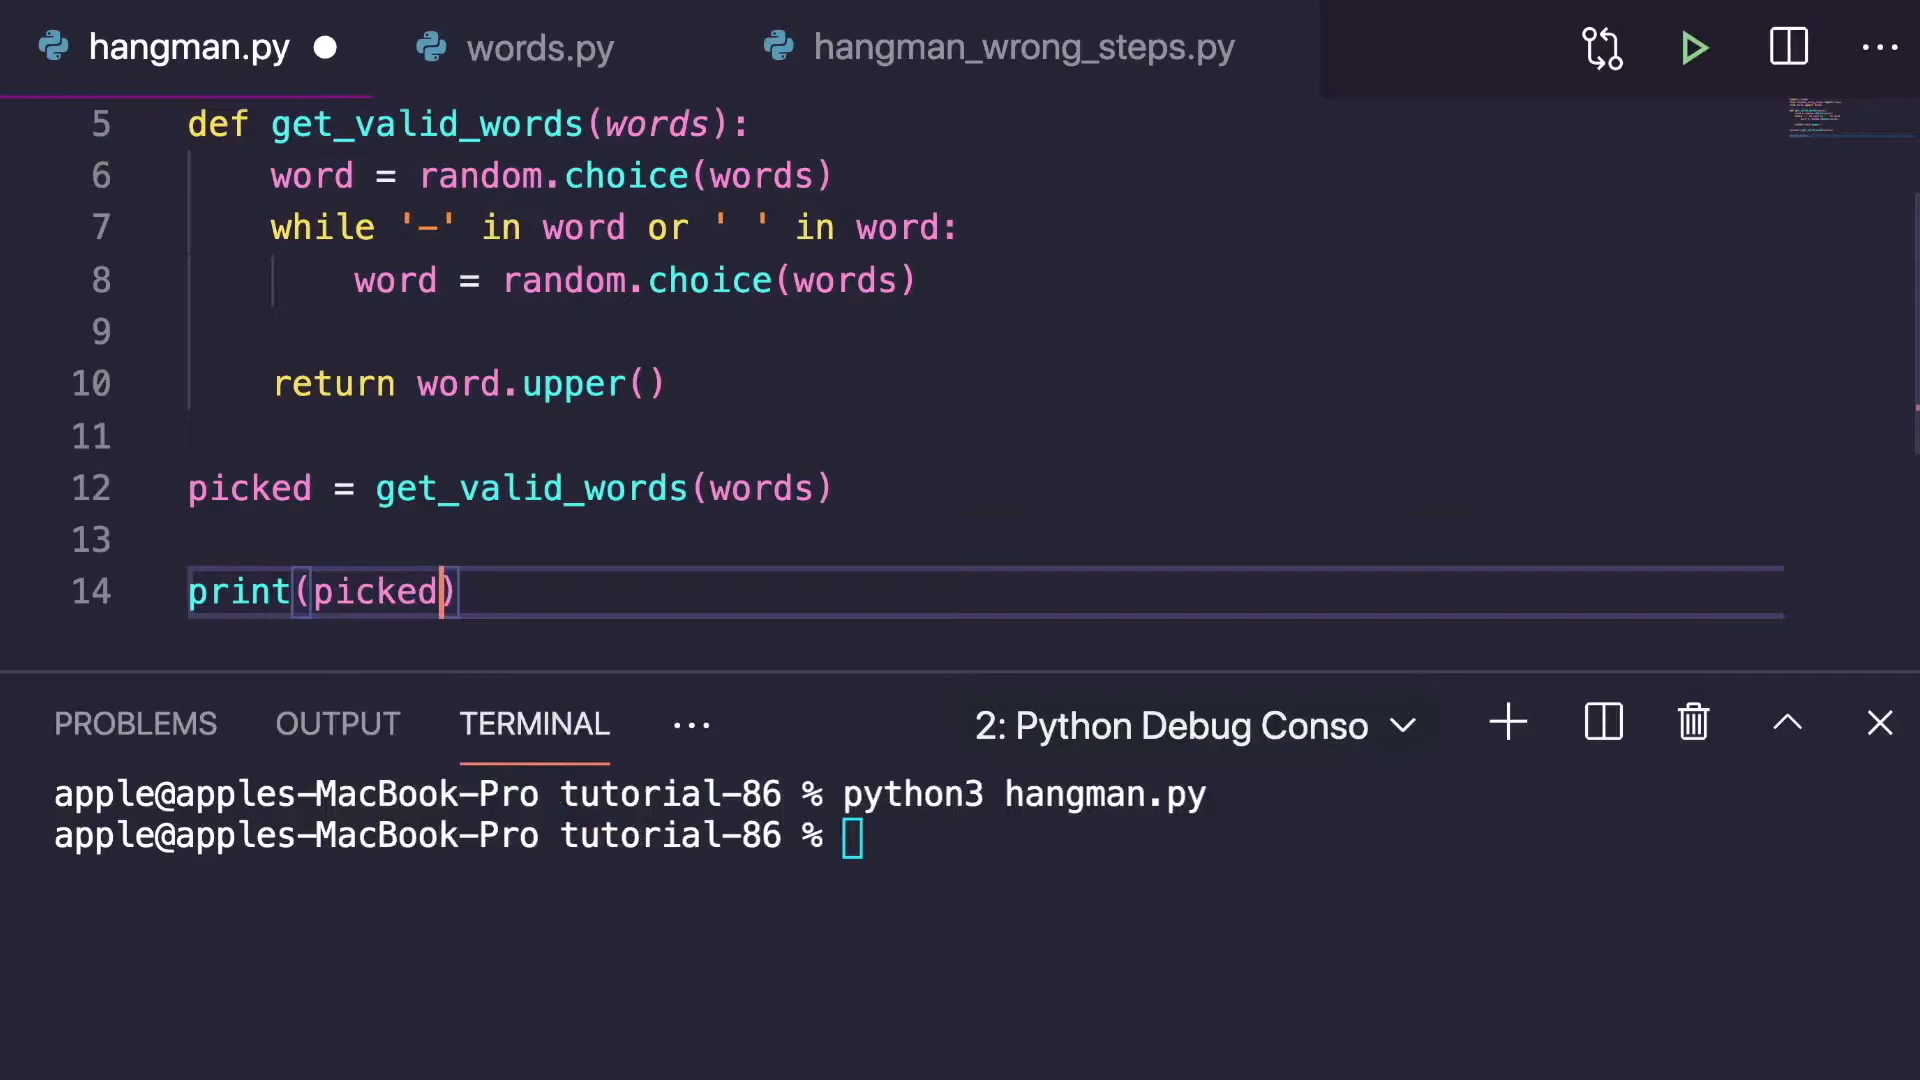 hangman.py words.py hangman_wrong_steps.py
5 def get_valid_words(words):
6 word = random.choice(words)
7 while '-' in word or ' ' in word:
8 word = random.choice(words)
9
10 return word.upper()
11
12 picked = get_valid_words(words)
13
14 print(picked)
PROBLEMS OUTPUT TERMINAL ... 2: Python Debug Conso
apple@apples-MacBook-Pro tutorial-86 % python3 hangman.py
apple@apples-MacBook-Pro tutorial-86 %